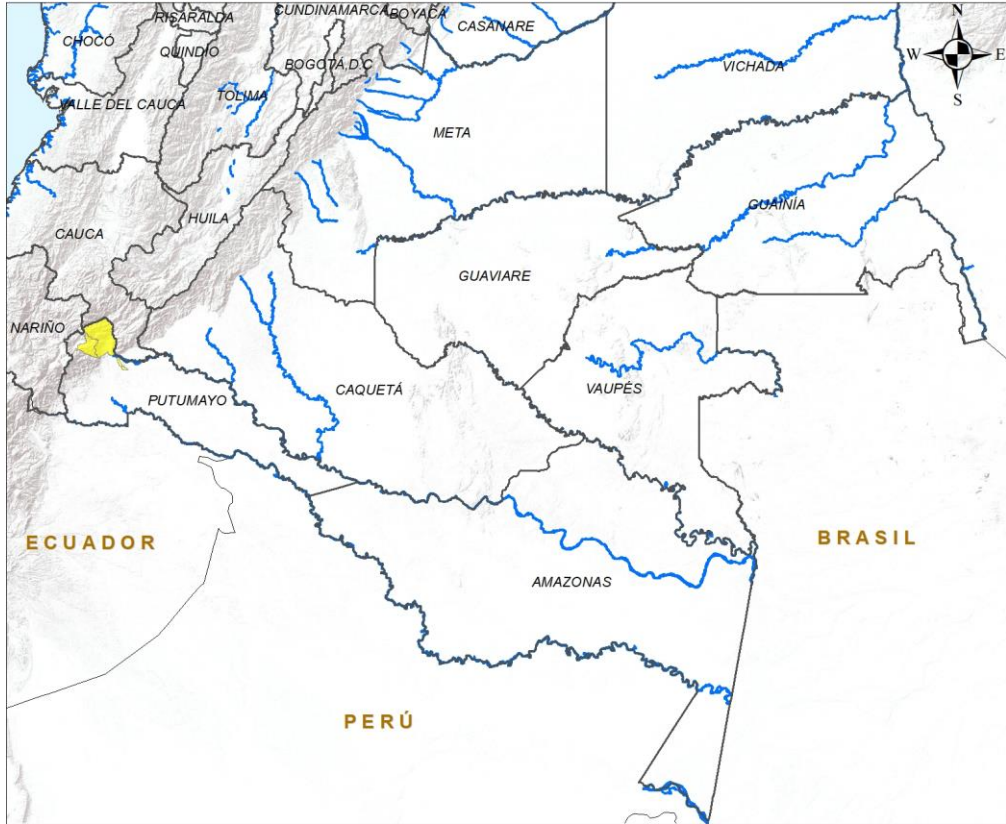 CUNDINAMARCA
BOYACÁ
RISARALDA
CASANARE
N
CHOCÓ
QUINDÍO
W
E
BOGOTÁ D.C
VICHADA
TOLIMA
S
VALLE DEL CAUCA
META
GUAINÍA
HUILA
CAUCA
GUAVIARE
NARIÑO
CAQUETÁ
VAUPÉS
PUTUMAYO
ECUADOR
BRASIL
AMAZONAS
PERÚ